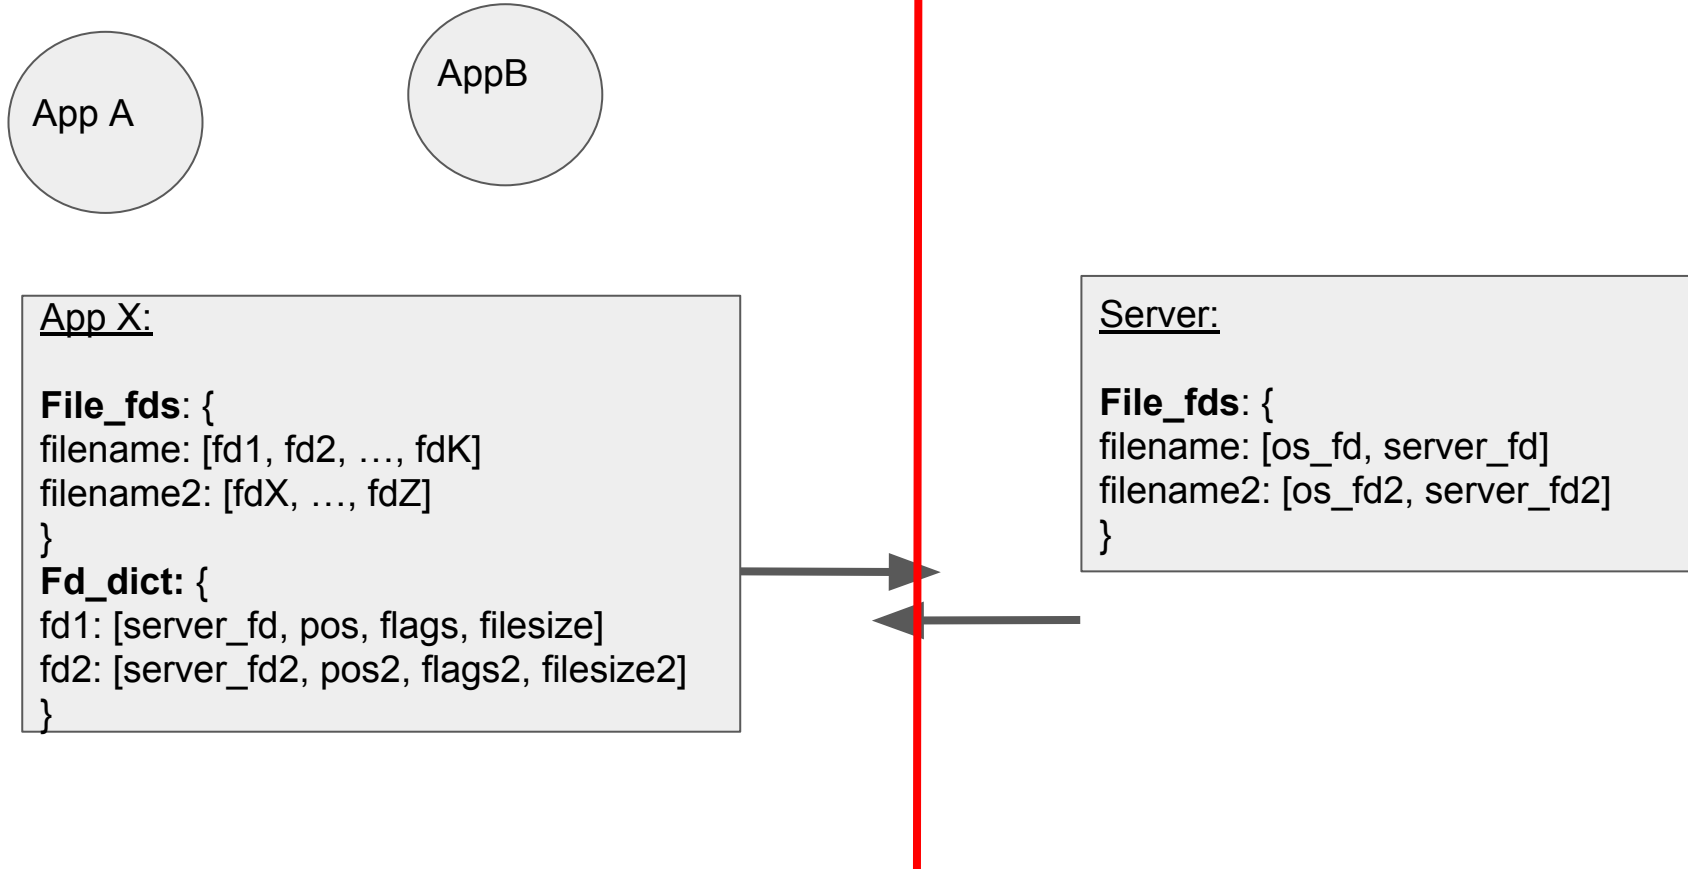 App A
AppB
App X:
File_fds: {
filename: [fd1, fd2, …, fdK]
filename2: [fdX, …, fdZ]
}
Fd_dict: {
fd1: [server_fd, pos, flags, filesize]
fd2: [server_fd2, pos2, flags2, filesize2]
}
Server:
File_fds: {
filename: [os_fd, server_fd]
filename2: [os_fd2, server_fd2]
}